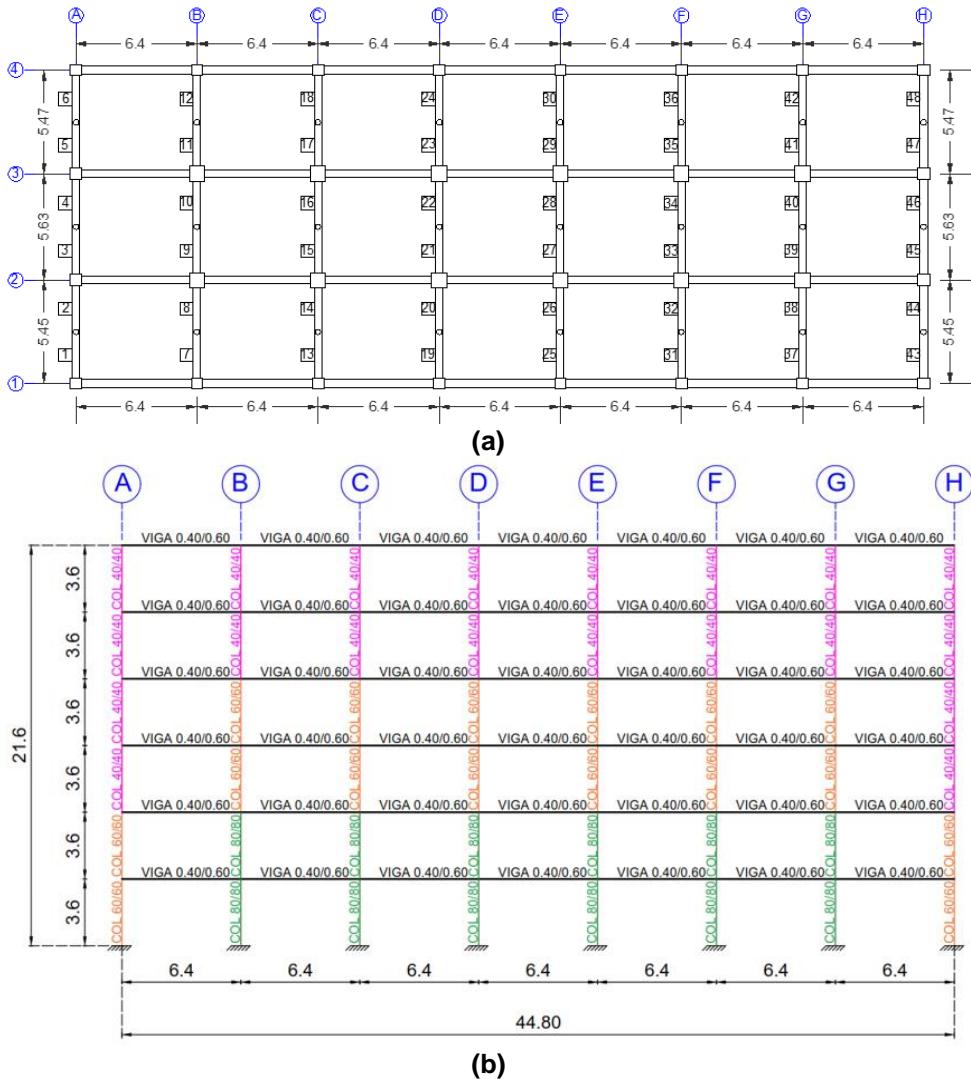 A B C D E F G H
6.4 6.4 6.4 6.4 6.4 6.4 6.4
4
6 12 18 24 30 36 42 48
5.47 5.47
5 11 17 23 29 35 41 47
3
4 10 16 22 28 34 40 46
5.63 5.63
3 9 15 21 27 33 39 45
2
2 8 14 20 26 32 38 44
5.45 5.45
1 7 13 19 25 31 37 43
1
6.4 6.4 6.4 6.4 6.4 6.4 6.4
(a)
A B C D E F G H
VIGA 0.40/0.60 VIGA 0.40/0.60 VIGA 0.40/0.60 VIGA 0.40/0.60 VIGA 0.40/0.60 VIGA 0.40/0.60 VIGA 0.40/0.60
3.6 COL 40/40 COL 40/40 COL 40/40 COL 40/40 COL 40/40 COL 40/40 COL 40/40 COL 40/40
VIGA 0.40/0.60 VIGA 0.40/0.60 VIGA 0.40/0.60 VIGA 0.40/0.60 VIGA 0.40/0.60 VIGA 0.40/0.60 VIGA 0.40/0.60
3.6 COL 40/40 COL 40/40 COL 40/40 COL 40/40 COL 40/40 COL 40/40 COL 40/40 COL 40/40
VIGA 0.40/0.60 VIGA 0.40/0.60 VIGA 0.40/0.60 VIGA 0.40/0.60 VIGA 0.40/0.60 VIGA 0.40/0.60 VIGA 0.40/0.60
3.6 COL 40/40 COL 60/60 COL 60/60 COL 60/60 COL 60/60 COL 60/60 COL 60/60 COL 40/40
21.6
VIGA 0.40/0.60 VIGA 0.40/0.60 VIGA 0.40/0.60 VIGA 0.40/0.60 VIGA 0.40/0.60 VIGA 0.40/0.60 VIGA 0.40/0.60
3.6 COL 40/40 COL 60/60 COL 60/60 COL 60/60 COL 60/60 COL 60/60 COL 60/60 COL 40/40
VIGA 0.40/0.60 VIGA 0.40/0.60 VIGA 0.40/0.60 VIGA 0.40/0.60 VIGA 0.40/0.60 VIGA 0.40/0.60 VIGA 0.40/0.60
3.6 COL 60/60 COL 80/80 COL 80/80 COL 80/80 COL 80/80 COL 80/80 COL 80/80 COL 60/60
VIGA 0.40/0.60 VIGA 0.40/0.60 VIGA 0.40/0.60 VIGA 0.40/0.60 VIGA 0.40/0.60 VIGA 0.40/0.60 VIGA 0.40/0.60
3.6 COL 60/60 COL 80/80 COL 80/80 COL 80/80 COL 80/80 COL 80/80 COL 80/80 COL 60/60
6.4 6.4 6.4 6.4 6.4 6.4 6.4
44.80
(b)